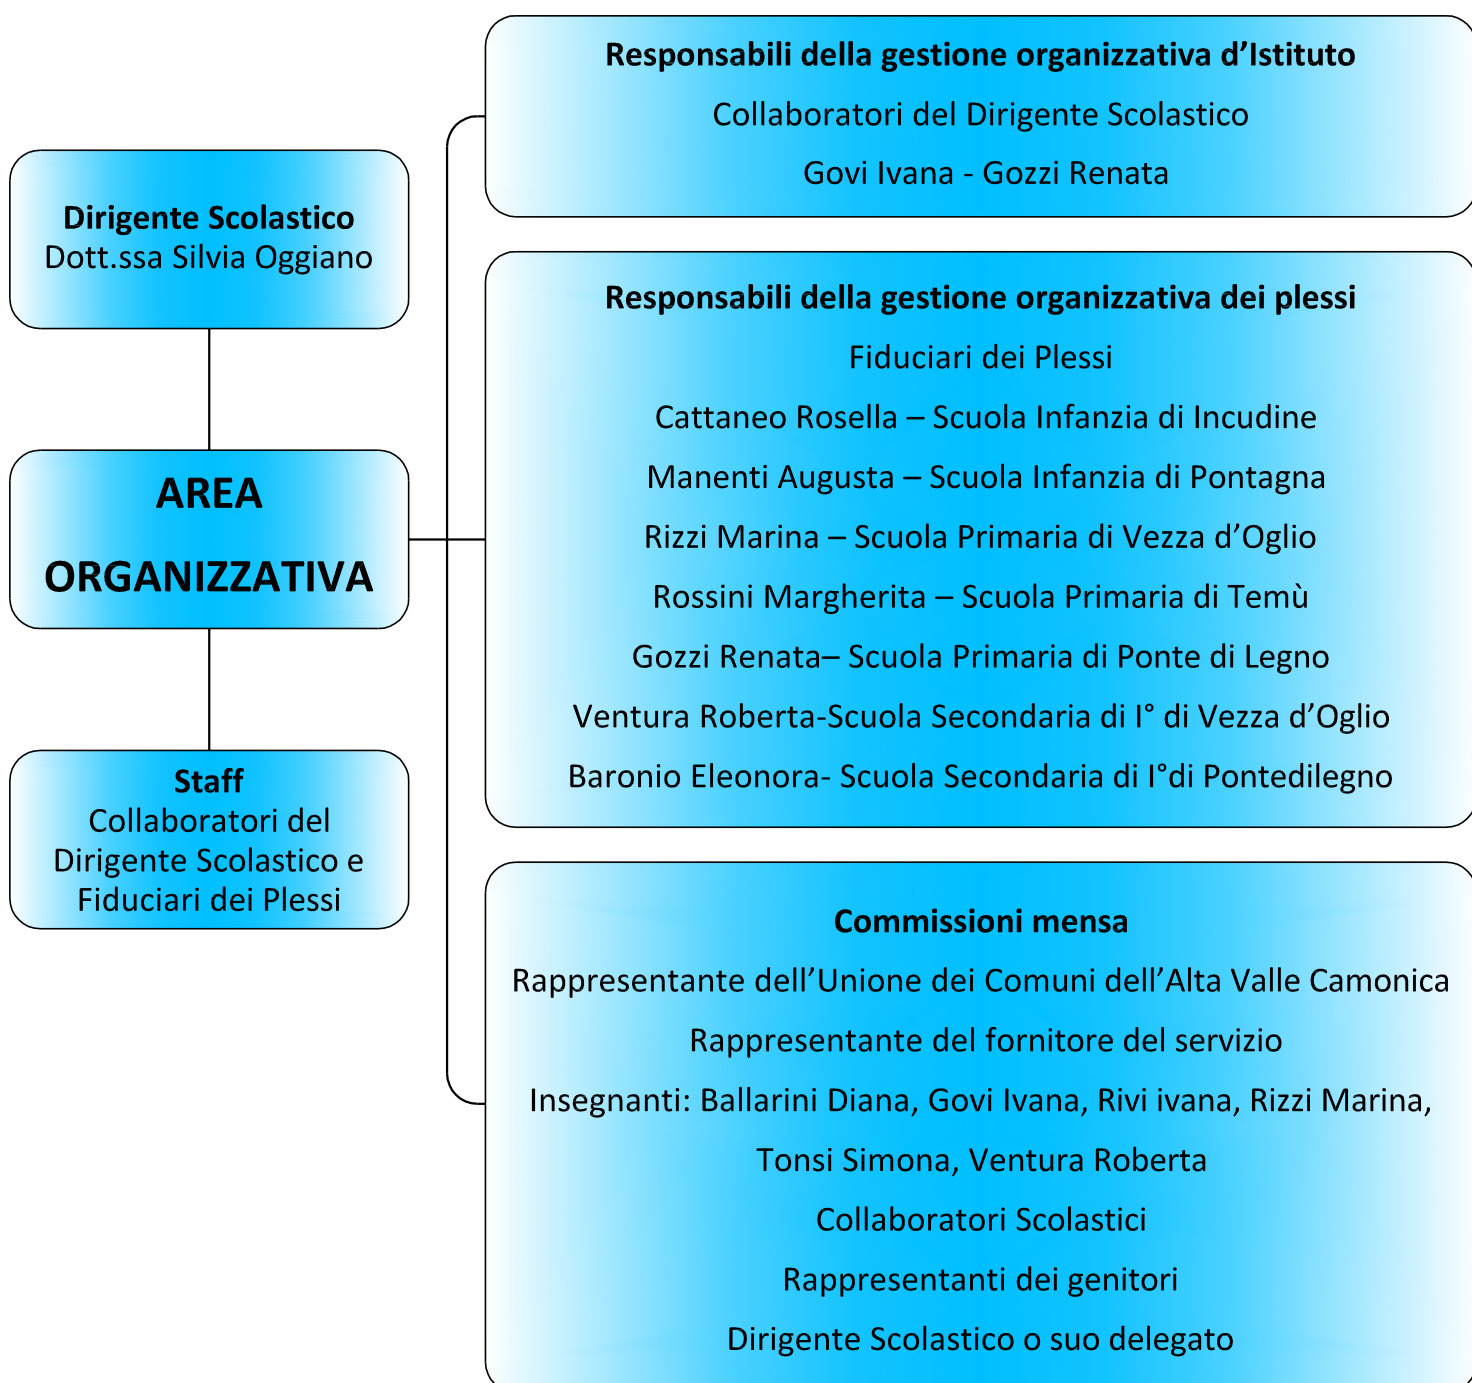 Dirigente Scolastico
Dott.ssa Silvia Oggiano
AREA
ORGANIZZATIVA
Staff
Collaboratori del
Dirigente Scolastico e
Fiduciari dei Plessi
Responsabili della gestione organizzativa d’Istituto
Collaboratori del Dirigente Scolastico
Govi Ivana - Gozzi Renata
Responsabili della gestione organizzativa dei plessi
Fiduciari dei Plessi
Cattaneo Rosella – Scuola Infanzia di Incudine
Manenti Augusta – Scuola Infanzia di Pontagna
Rizzi Marina – Scuola Primaria di Vezza d’Oglio
Rossini Margherita – Scuola Primaria di Temù
Gozzi Renata– Scuola Primaria di Ponte di Legno
Ventura Roberta-Scuola Secondaria di I° di Vezza d’Oglio
Baronio Eleonora- Scuola Secondaria di I°di Pontedilegno
Commissioni mensa
Rappresentante dell’Unione dei Comuni dell’Alta Valle Camonica
Rappresentante del fornitore del servizio
Insegnanti: Ballarini Diana, Govi Ivana, Rivi ivana, Rizzi Marina,
Tonsi Simona, Ventura Roberta
Collaboratori Scolastici
Rappresentanti dei genitori
Dirigente Scolastico o suo delegato